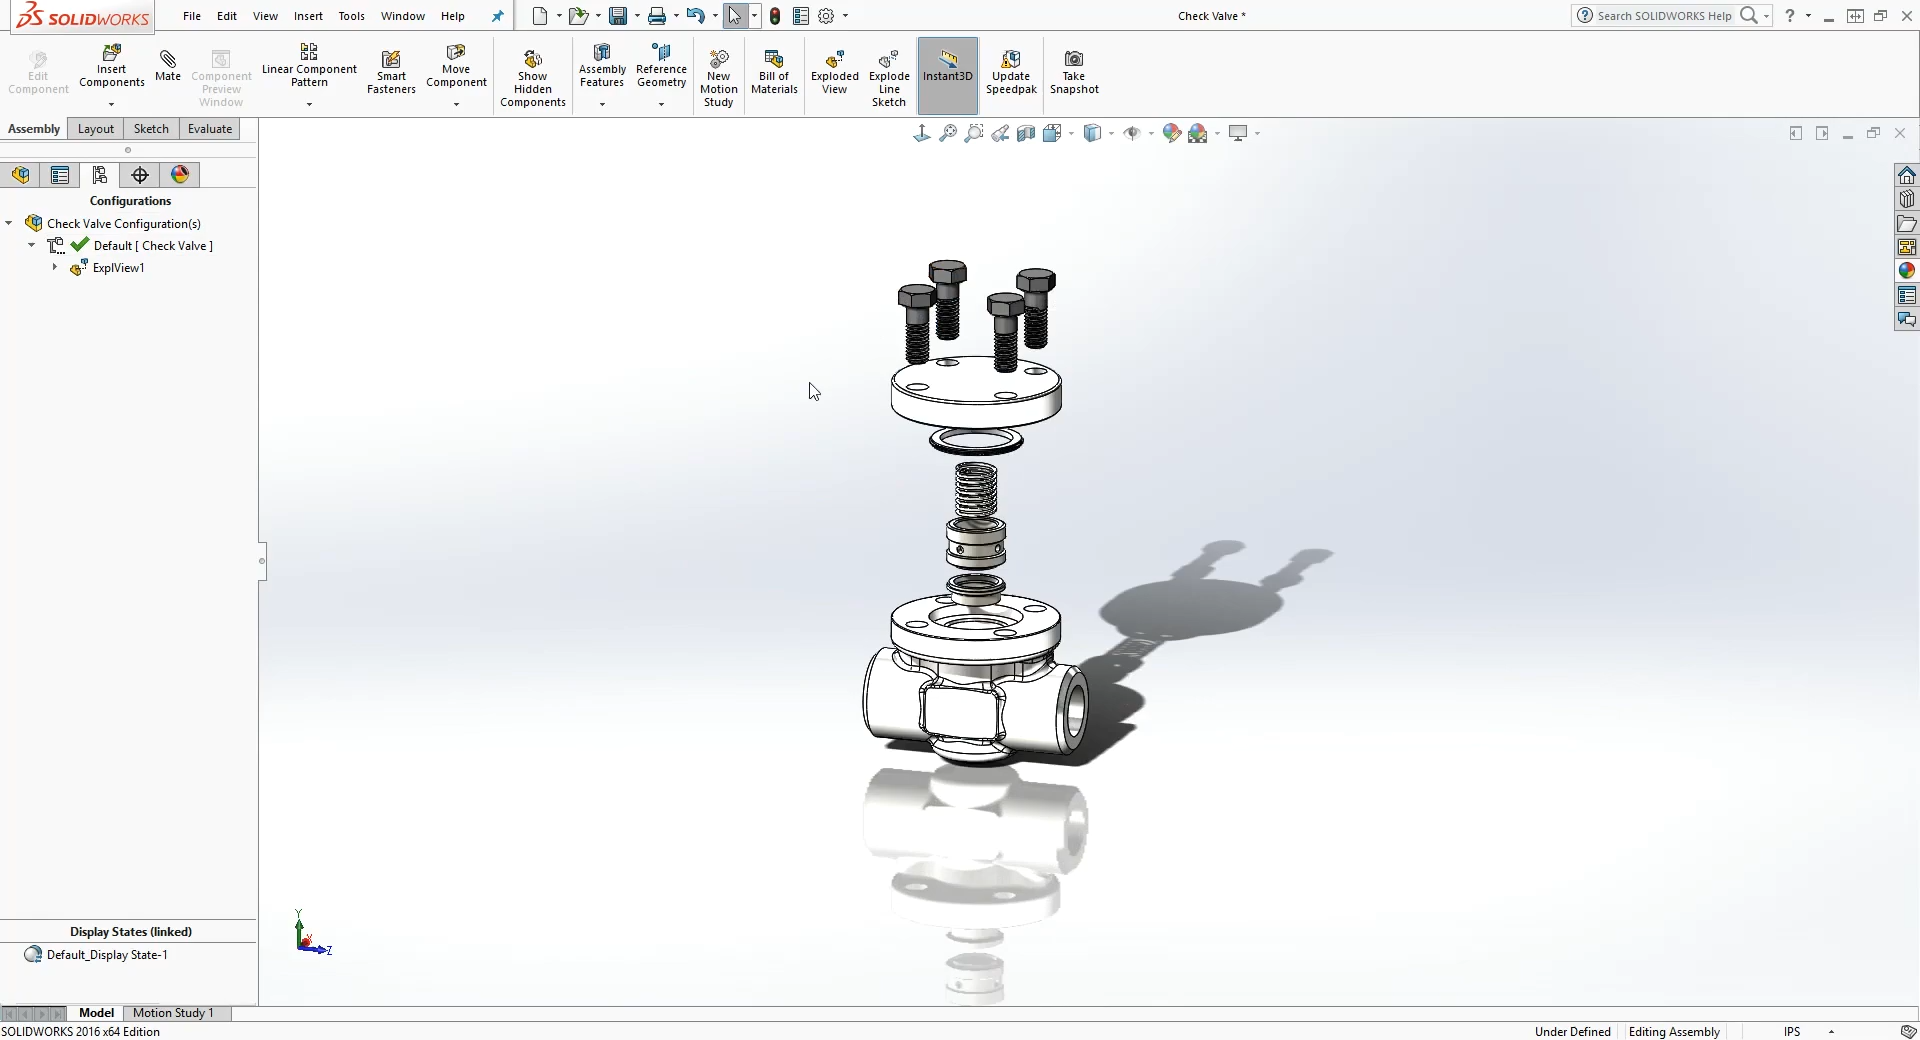 SOLIDWORKS
File Edit View Insert Tools Window Help
Check Valve *
Search SOLIDWORKS Help
Edit Component
Insert Components
Mate
Component Preview Window
Linear Component Pattern
Smart Fasteners
Move Component
Show Hidden Components
Assembly Features
Reference Geometry
New Motion Study
Bill of Materials
Exploded View
Explode Line Sketch
Instant3D
Update Speedpak
Take Snapshot
Assembly Layout Sketch Evaluate
Configurations
Check Valve Configuration(s)
Default [ Check Valve ]
ExplView1
Y
X
Z
Display States (linked)
Default_Display State-1
Model Motion Study 1
SOLIDWORKS 2016 x64 Edition
Under Defined Editing Assembly IPS